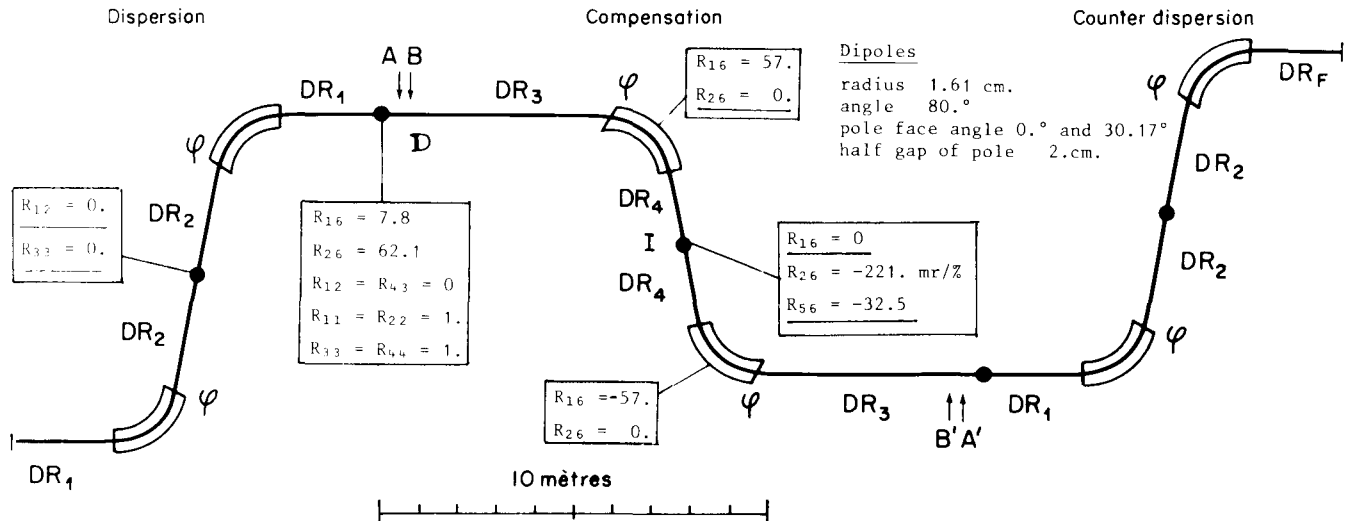 Dispersion
Compensation
Counter dispersion
A B
DR1
DR3
φ
φ
D
R16 = 57.
R26 = 0.
Dipoles
radius 1.61 cm.
angle 80.°
pole face angle 0.° and 30.17°
half gap of pole 2.cm.
φ
φ
DRF
R12 = 0.
R33 = 0.
DR2
DR2
R16 = 7.8
R26 = 62.1
R12 = R43 = 0
R11 = R22 = 1.
R33 = R44 = 1.
DR4
I
DR4
R16 = 0
R26 = -221. mr/%
R56 = -32.5
DR2
DR2
φ
DR1
R16 =-57.
R26 = 0.
φ
DR3
DR1
B' A'
φ
10 mètres